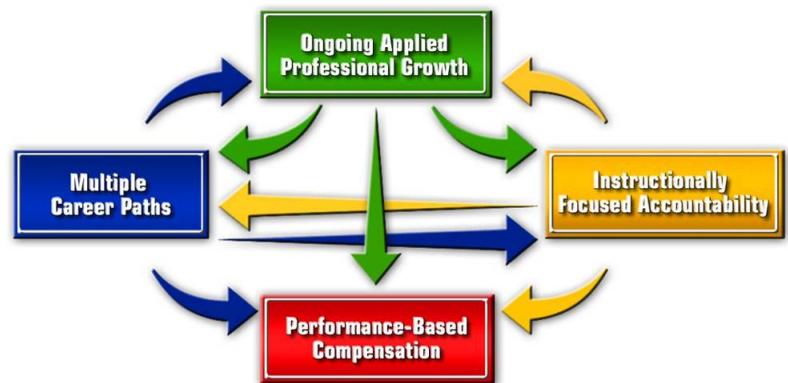 Ongoing Applied
Professional Growth
Multiple
Career Paths
Instructionally
Focused Accountability
Performance-Based
Compensation